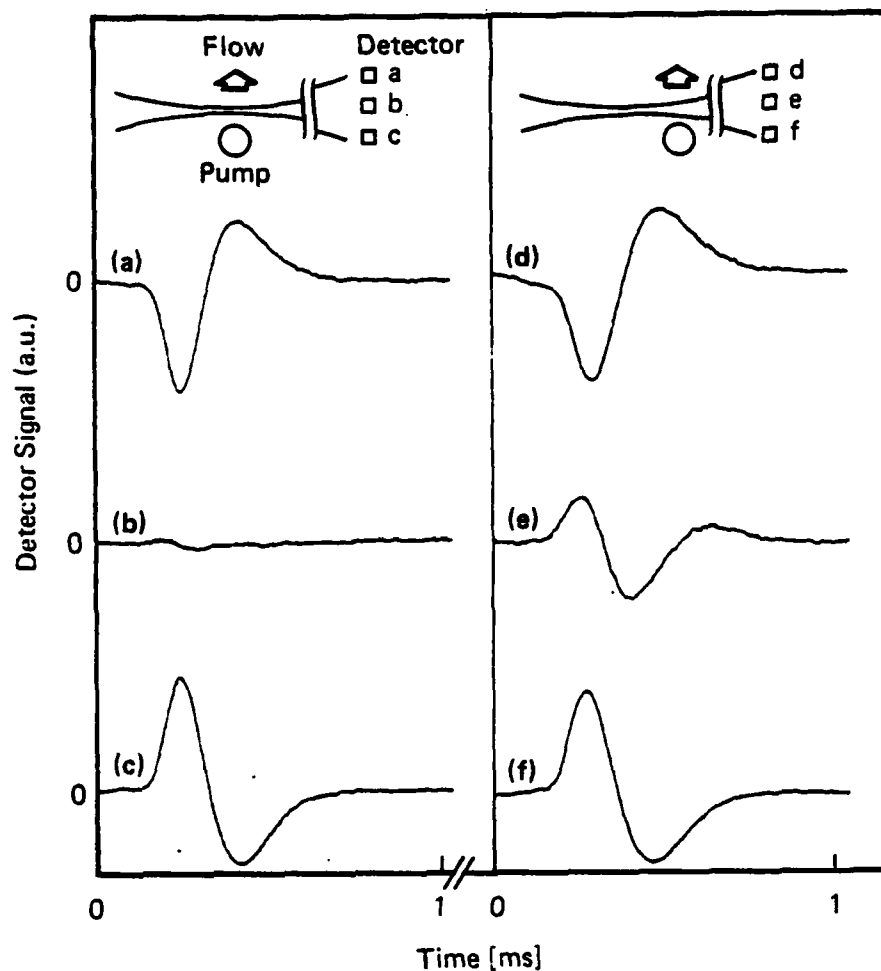 Flow Detector
a
b
c
Pump
d
e
f
(a)
0
(b)
0
(c)
0
(d)
(e)
(f)
Detector Signal (a.u.)
0 1 0 1
Time [ms]